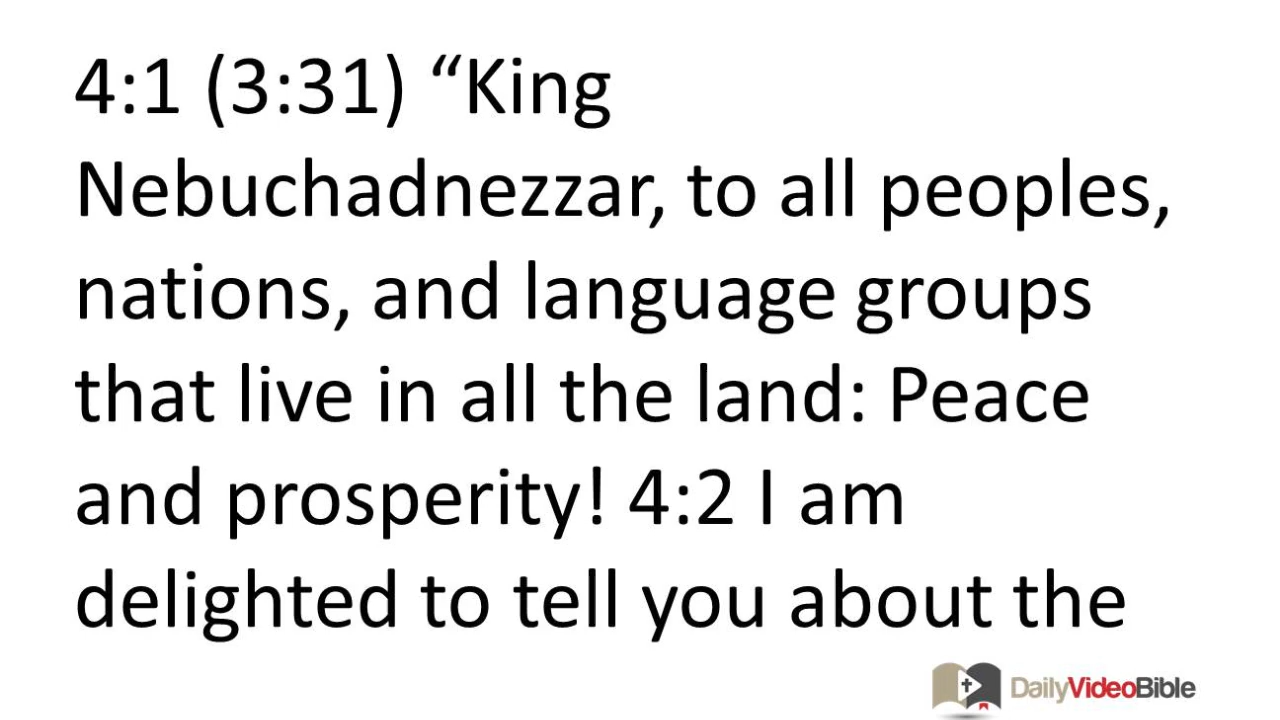 4:1 (3:31) “King
Nebuchadnezzar, to all peoples,
nations, and language groups
that live in all the land: Peace
and prosperity! 4:2 I am
delighted to tell you about the
DailyVideoBible